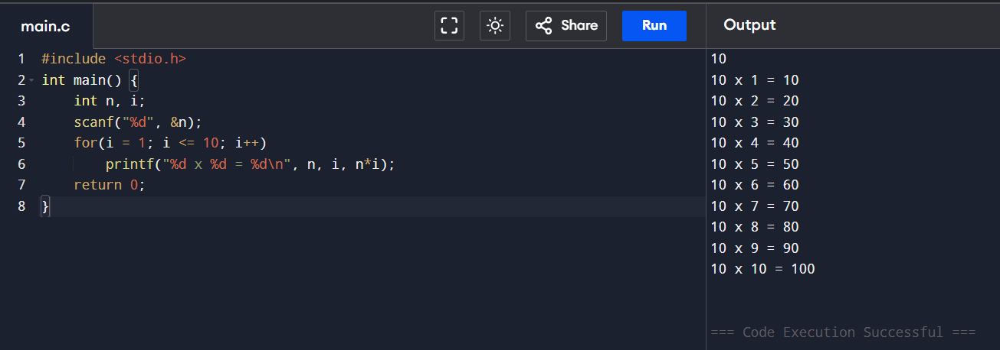 main.c
Share
Run
Output
1 #include <stdio.h>
2 int main() {
3     int n, i;
4     scanf("%d", &n);
5     for(i = 1; i <= 10; i++)
6         printf("%d x %d = %d\n", n, i, n*i);
7     return 0;
8 }
10
10 x 1 = 10
10 x 2 = 20
10 x 3 = 30
10 x 4 = 40
10 x 5 = 50
10 x 6 = 60
10 x 7 = 70
10 x 8 = 80
10 x 9 = 90
10 x 10 = 100
=== Code Execution Successful ===